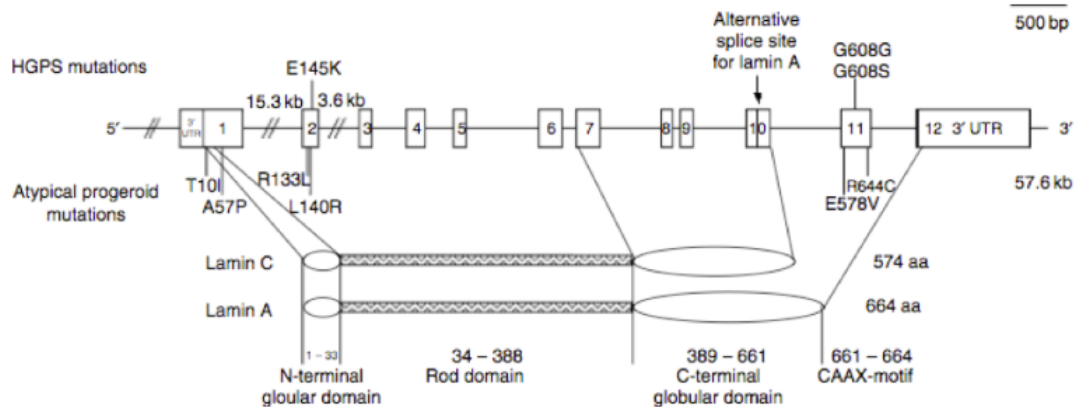 Alternative
splice site
for lamin A
500 bp
HGPS mutations
G608G
G608S
E145K
15.3 kb
3.6 kb
5′
3′
UTR
1
2
3
4
5
6
7
8
9
10
11
12 3′ UTR
3′
T10I
A57P
R133L
L140R
R644C
E578V
57.6 kb
Atypical progeroid
mutations
Lamin C
574 aa
Lamin A
664 aa
1 – 33
34 – 388
389 – 661
661 – 664
N-terminal
gloular domain
Rod domain
C-terminal
globular domain
CAAX-motif